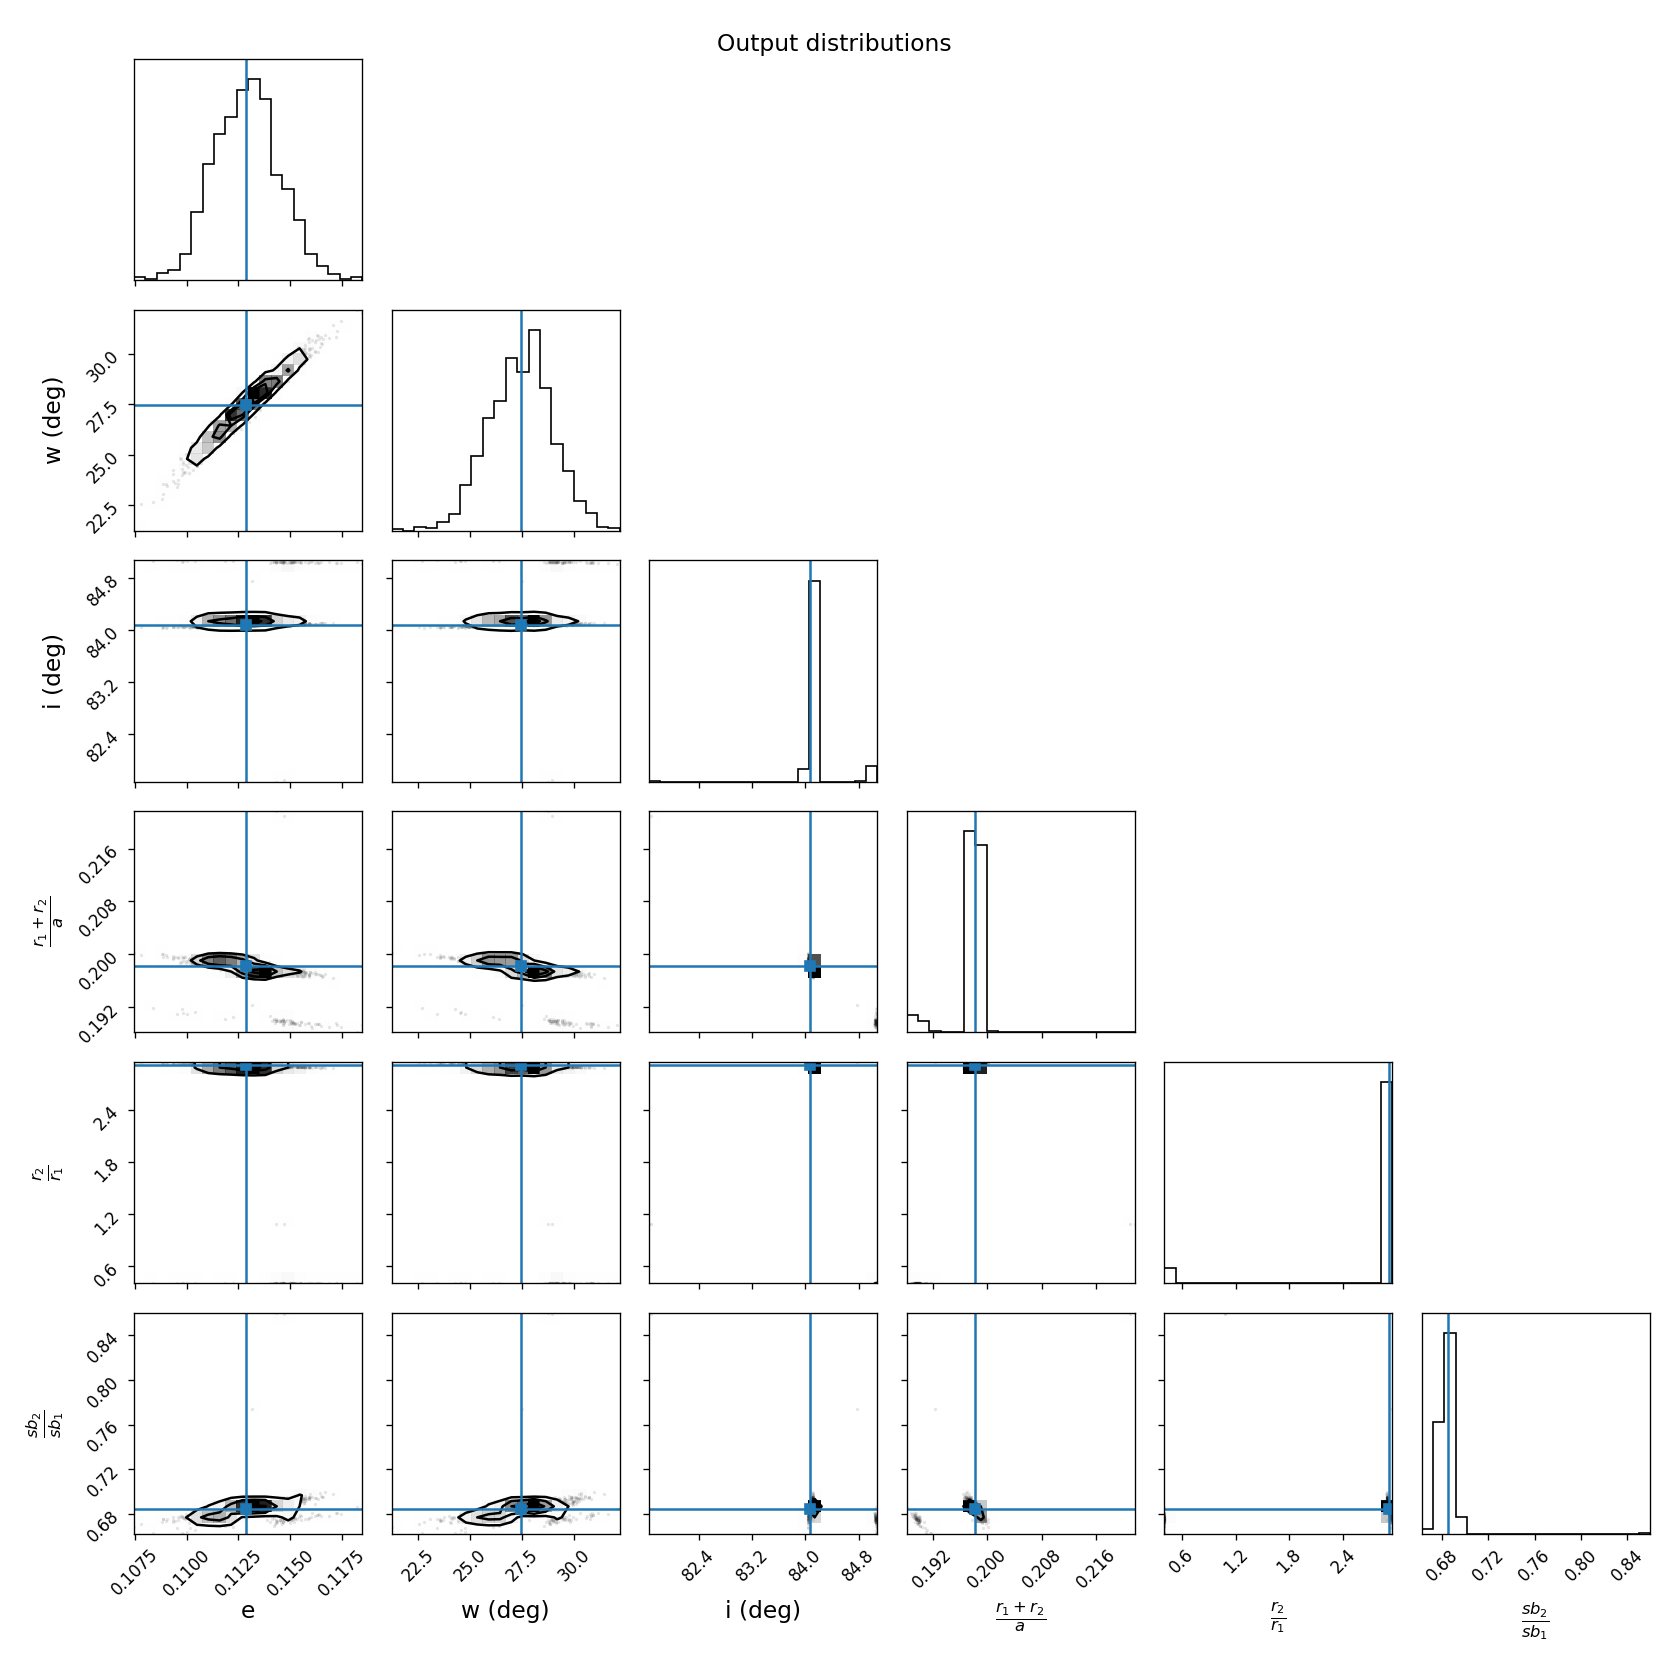 Output distributions
w (deg)
30.0
27.5
25.0
22.5
i (deg)
84.8
84.0
83.2
82.4
r₁ + r₂
a
0.216
0.208
0.200
0.192
r₂
r₁
2.4
1.8
1.2
0.6
sb₂
sb₁
0.84
0.80
0.76
0.72
0.68
0.1075 0.1100 0.1125 0.1150 0.1175
22.5 25.0 27.5 30.0
82.4 83.2 84.0 84.8
0.192 0.200 0.208 0.216
0.6 1.2 1.8 2.4
0.68 0.72 0.76 0.80 0.84
e
w (deg)
i (deg)
r₁ + r₂
a
r₂
r₁
sb₂
sb₁